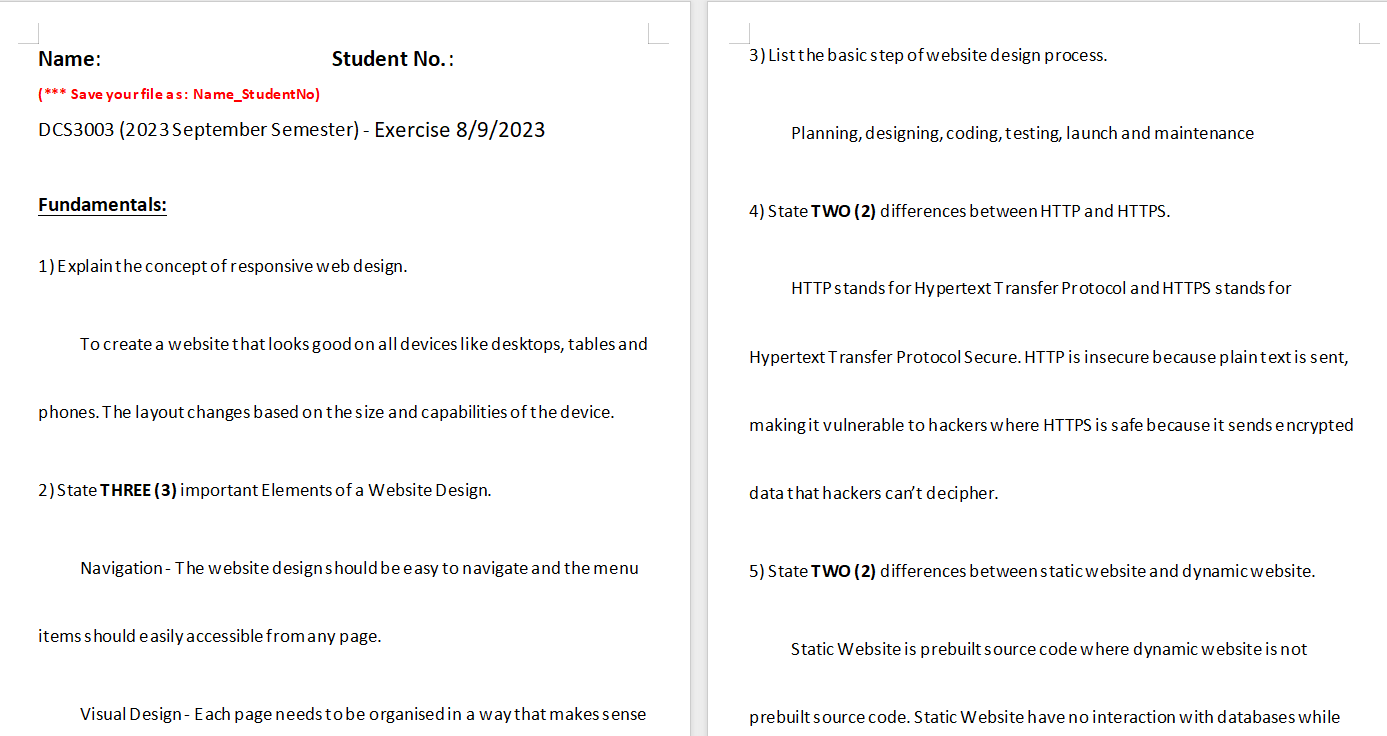 Name: Student No.:
(*** Save your file as: Name_StudentNo)
DCS3003 (2023 September Semester) - Exercise 8/9/2023
Fundamentals:
1) Explain the concept of responsive web design.
To create a website that looks good on all devices like desktops, tables and
phones. The layout changes based on the size and capabilities of the device.
2) State THREE (3) important Elements of a Website Design.
Navigation - The website design should be easy to navigate and the menu
items should easily accessible from any page.
Visual Design - Each page needs to be organised in a way that makes sense
3) List the basic step of website design process.
Planning, designing, coding, testing, launch and maintenance
4) State TWO (2) differences between HTTP and HTTPS.
HTTP stands for Hypertext Transfer Protocol and HTTPS stands for
Hypertext Transfer Protocol Secure. HTTP is insecure because plain text is sent,
making it vulnerable to hackers where HTTPS is safe because it sends encrypted
data that hackers can’t decipher.
5) State TWO (2) differences between static website and dynamic website.
Static Website is prebuilt source code where dynamic website is not
prebuilt source code. Static Website have no interaction with databases while